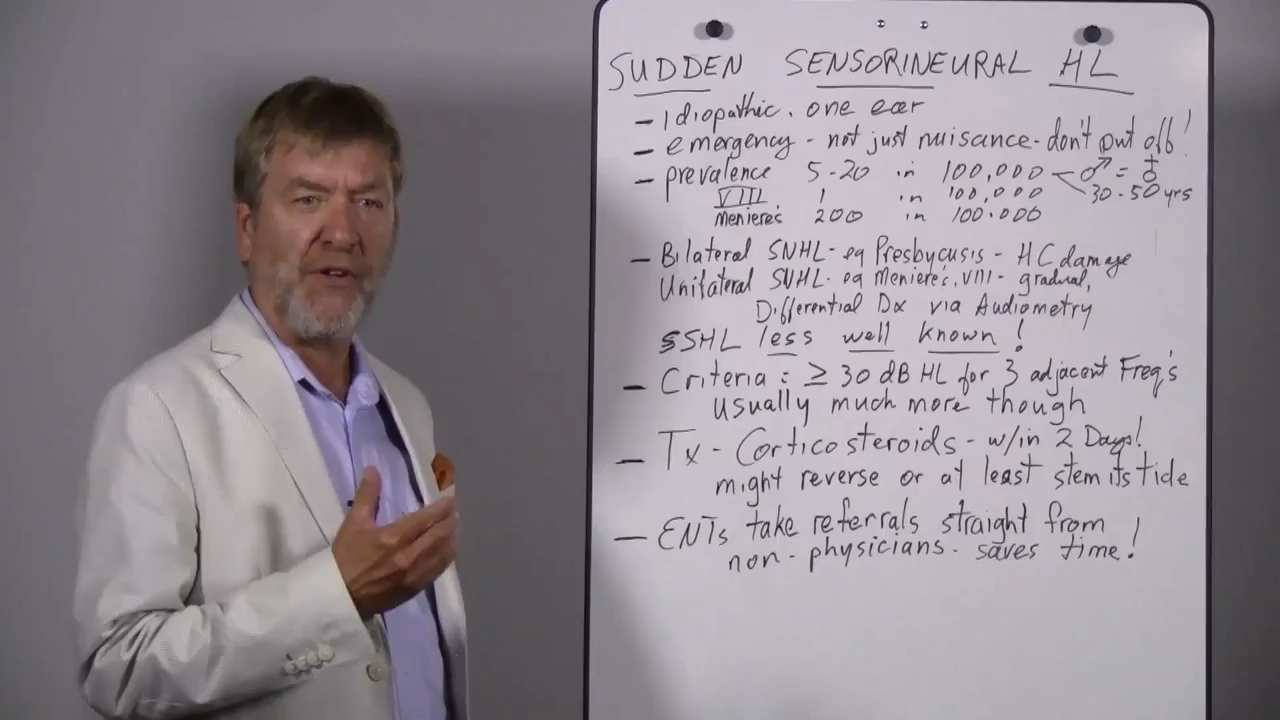 SUDDEN SENSORINEURAL HL
- Idiopathic. one ear
- emergency - not just nuisance - don't put off!
- prevalence 5-20 in 100,000 ♂ = ♀
VIII 1 in 100,000 30-50 yrs
Meniere's 200 in 100.000
- Bilateral SNHL - eg Presbycusis - HC damage
Unilateral SNHL - eg Meniere's, VIII - gradual,
Differential Dx via Audiometry
SSHL less well known!
- Criteria: ≥ 30 dB HL for 3 adjacent Freq's
usually much more though
- Tx - Corticosteroids - w/in 2 Days!
might reverse or at least stem its tide
- ENTs take referrals straight from
non-physicians. saves time!